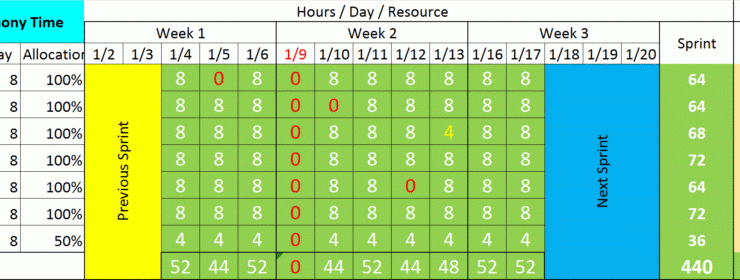 Hours / Day / Resource
ony Time Week 1 Week 2 Week 3 Sprint
ay Allocation 1/2 1/3 1/4 1/5 1/6 1/9 1/10 1/11 1/12 1/13 1/16 1/17 1/18 1/19 1/20
8 100% 8 0 8 0 8 8 8 8 8 8 64
8 100% 8 8 8 0 0 8 8 8 8 8 64
8 100% 8 8 8 0 8 8 8 4 8 8 68
8 100% 8 8 8 0 8 8 8 8 8 8 72
8 100% 8 8 8 0 8 8 0 8 8 8 64
8 100% 8 8 8 0 8 8 8 8 8 8 72
8 50% 4 4 4 0 4 4 4 4 4 4 36
52 44 52 0 44 52 44 48 52 52 440
Previous Sprint
Next Sprint